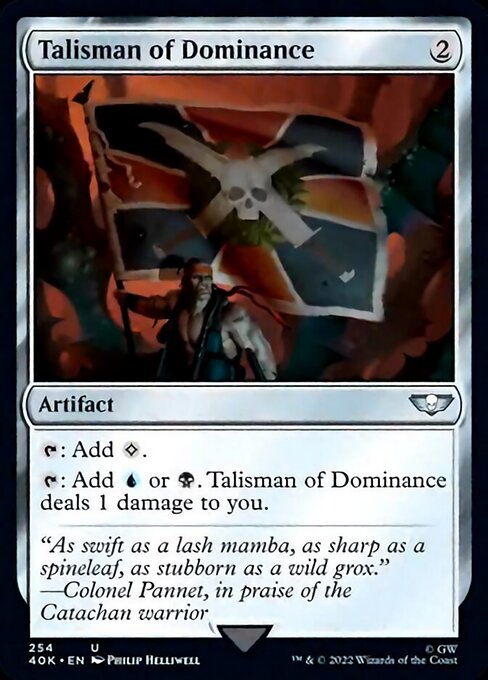 Talisman of Dominance 2
Artifact
: Add .
: Add or . Talisman of Dominance
deals 1 damage to you.
“As swift as a lash mamba, as sharp as a
spineleaf, as stubborn as a wild grox.”
—Colonel Pannet, in praise of the
Catachan warrior
254 U
40K • EN Philip Helliwell
© GW
™ & © 2022 Wizards of the Coast